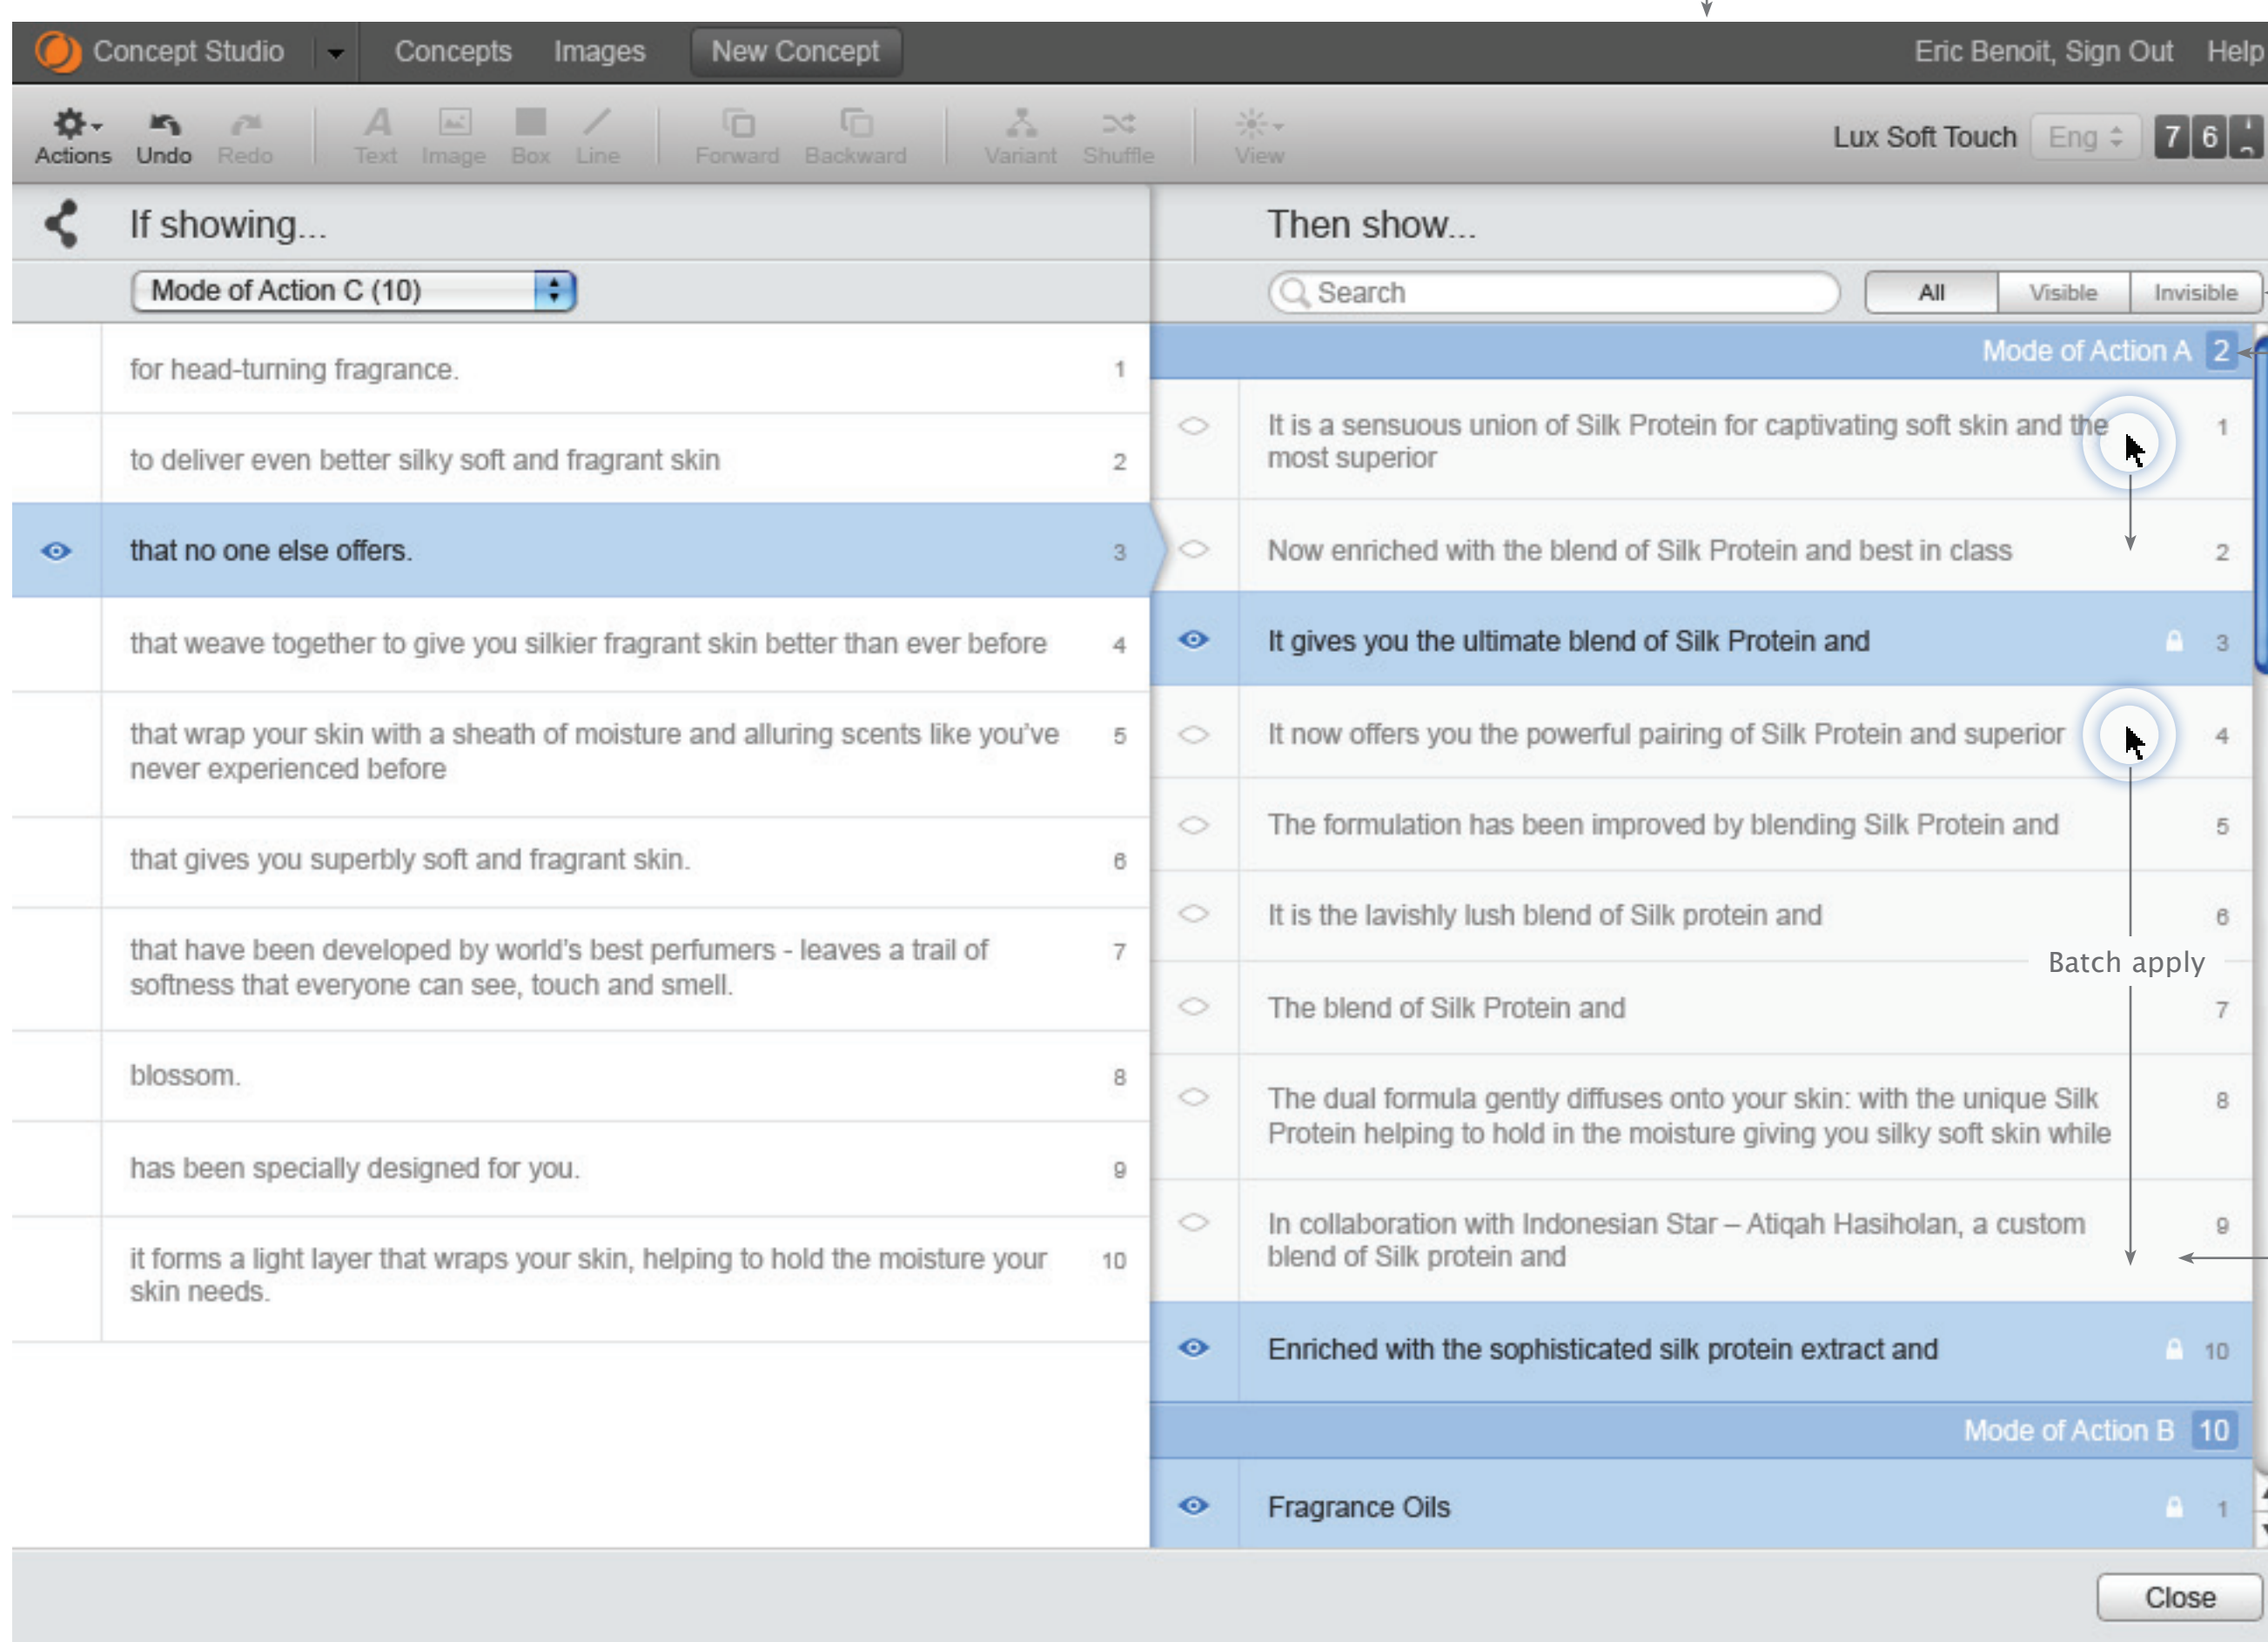 Concept Studio Concepts Images New Concept Eric Benoit, Sign Out Help
Actions Undo Redo Text Image Box Line Forward Backward Variant Shuffle View Lux Soft Touch Eng 7 6
If showing...
Mode of Action C (10)
for head-turning fragrance. 1
to deliver even better silky soft and fragrant skin 2
that no one else offers. 3
that weave together to give you silkier fragrant skin better than ever before 4
that wrap your skin with a sheath of moisture and alluring scents like you've 5
never experienced before
that gives you superbly soft and fragrant skin. 6
that have been developed by world's best perfumers - leaves a trail of 7
softness that everyone can see, touch and smell.
blossom. 8
has been specially designed for you. 9
it forms a light layer that wraps your skin, helping to hold the moisture your 10
skin needs.
Then show...
Search All Visible Invisible
Mode of Action A 2
It is a sensuous union of Silk Protein for captivating soft skin and the 1
most superior
Now enriched with the blend of Silk Protein and best in class 2
It gives you the ultimate blend of Silk Protein and 3
It now offers you the powerful pairing of Silk Protein and superior 4
The formulation has been improved by blending Silk Protein and 5
It is the lavishly lush blend of Silk protein and 6
Batch apply
The blend of Silk Protein and 7
The dual formula gently diffuses onto your skin: with the unique Silk 8
Protein helping to hold in the moisture giving you silky soft skin while
In collaboration with Indonesian Star – Atiqah Hasiholan, a custom 9
blend of Silk protein and
Enriched with the sophisticated silk protein extract and 10
Mode of Action B 10
Fragrance Oils 1
Close